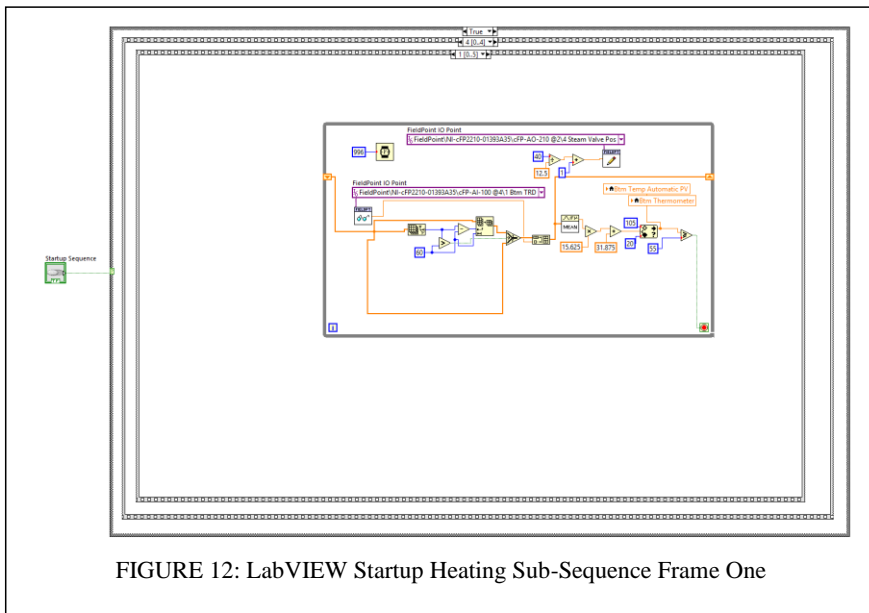 True
4 [0..4]
1 [0..5]
FieldPoint IO Point
FieldPoint\NI-cFP2210-01393A35\cFP-AO-210 @2\4 Steam Valve Pos
996
40
12.5
1
FieldPoint IO Point
FieldPoint\NI-cFP2210-01393A35\cFP-AI-100 @4\1 Btm TRD
Btm Temp Automatic PV
Btm Thermometer
MEAN
105
20
60
15.625
31.875
55
Startup Sequence
i
FIGURE 12: LabVIEW Startup Heating Sub-Sequence Frame One